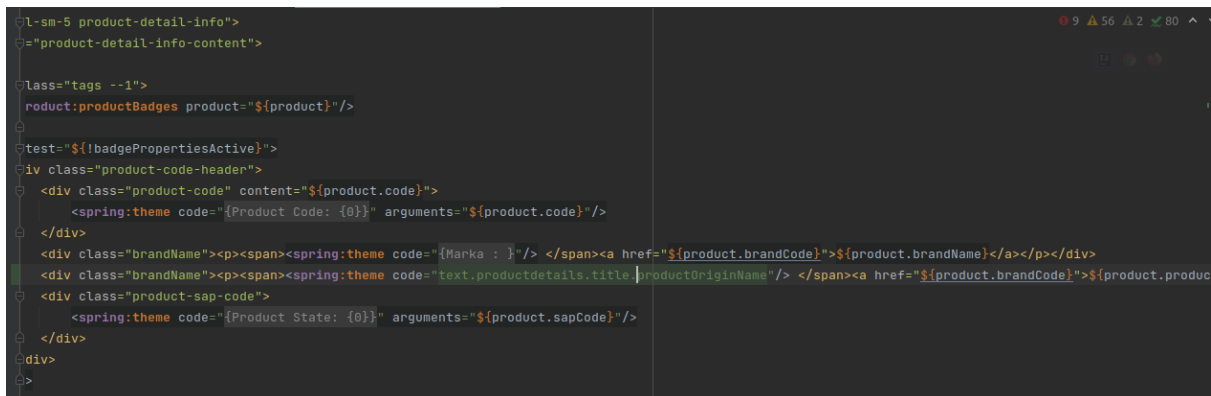 l-sm-5 product-detail-info">
9 56 2 80
="product-detail-info-content">
lass="tags --1">
roduct:productBadges product="${product}"/>
test="${!badgePropertiesActive}">
iv class="product-code-header">
<div class="product-code" content="${product.code}">
<spring:theme code="{Product Code: {0}}" arguments="${product.code}"/>
</div>
<div class="brandName"><p><span><spring:theme code="{Marka : }"/> </span><a href="${product.brandCode}">${product.brandName}</a></p></div>
<div class="brandName"><p><span><spring:theme code="text.productdetails.title.productOriginName"/> </span><a href="${product.brandCode}">${product.produc
<div class="product-sap-code">
<spring:theme code="{Product State: {0}}" arguments="${product.sapCode}"/>
</div>
div>
>